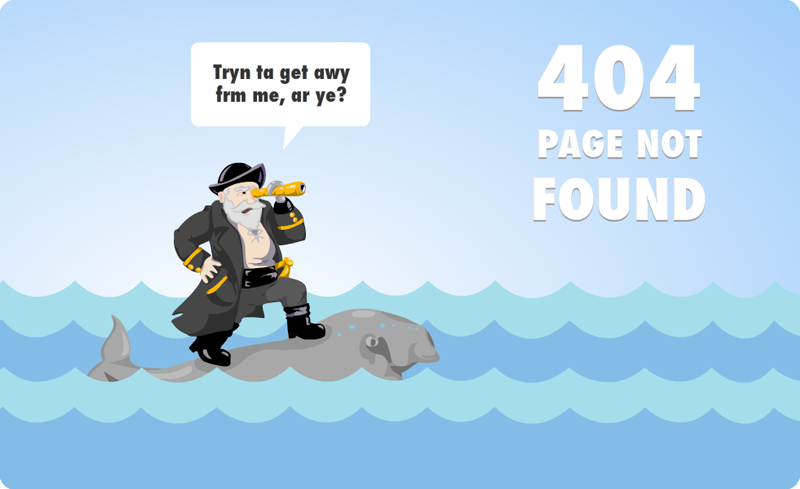 Tryn ta get awy
frm me, ar ye?
404
PAGE NOT
FOUND